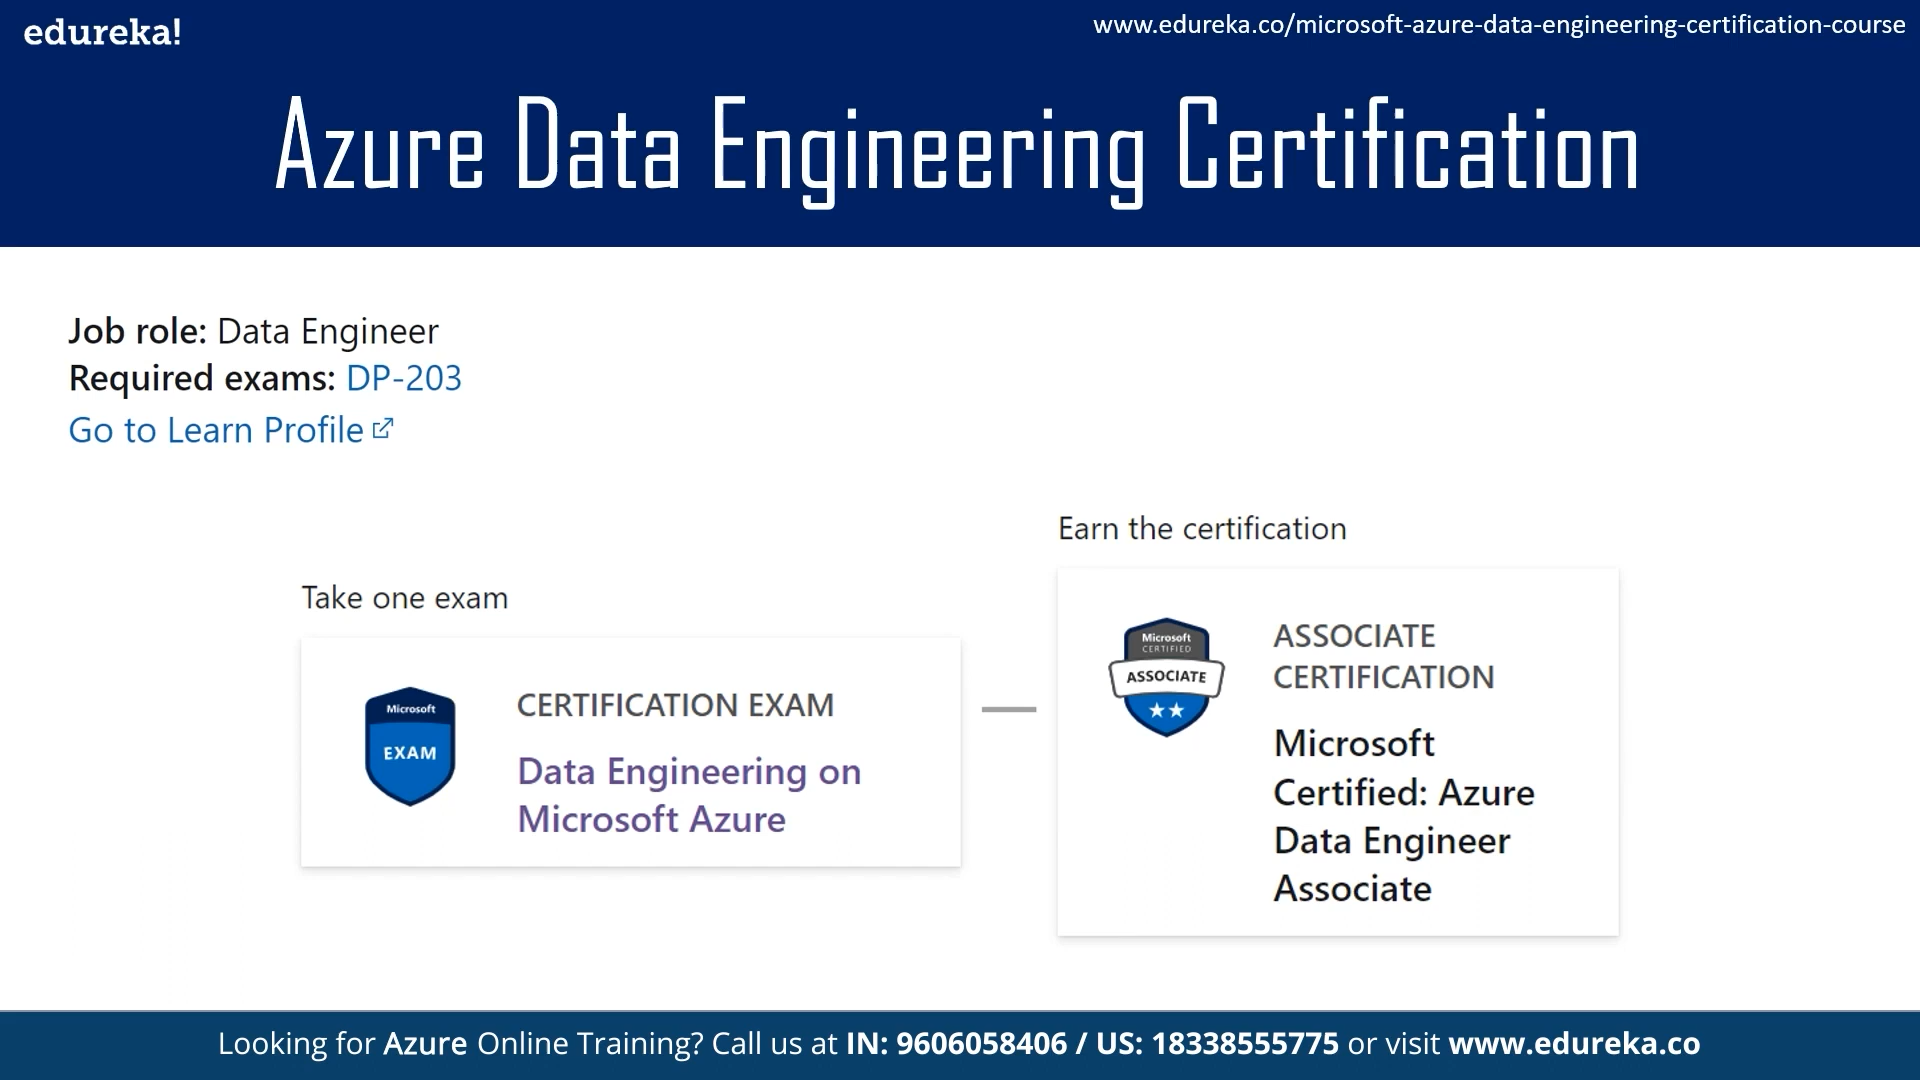 edureka!
www.edureka.co/microsoft-azure-data-engineering-certification-course
Azure Data Engineering Certification
Job role: Data Engineer
Required exams: DP-203
Go to Learn Profile
Take one exam
Microsoft
EXAM
CERTIFICATION EXAM
Data Engineering on
Microsoft Azure
Earn the certification
Microsoft
CERTIFIED
ASSOCIATE
ASSOCIATE
CERTIFICATION
Microsoft
Certified: Azure
Data Engineer
Associate
Looking for Azure Online Training? Call us at IN: 9606058406 / US: 18338555775 or visit www.edureka.co